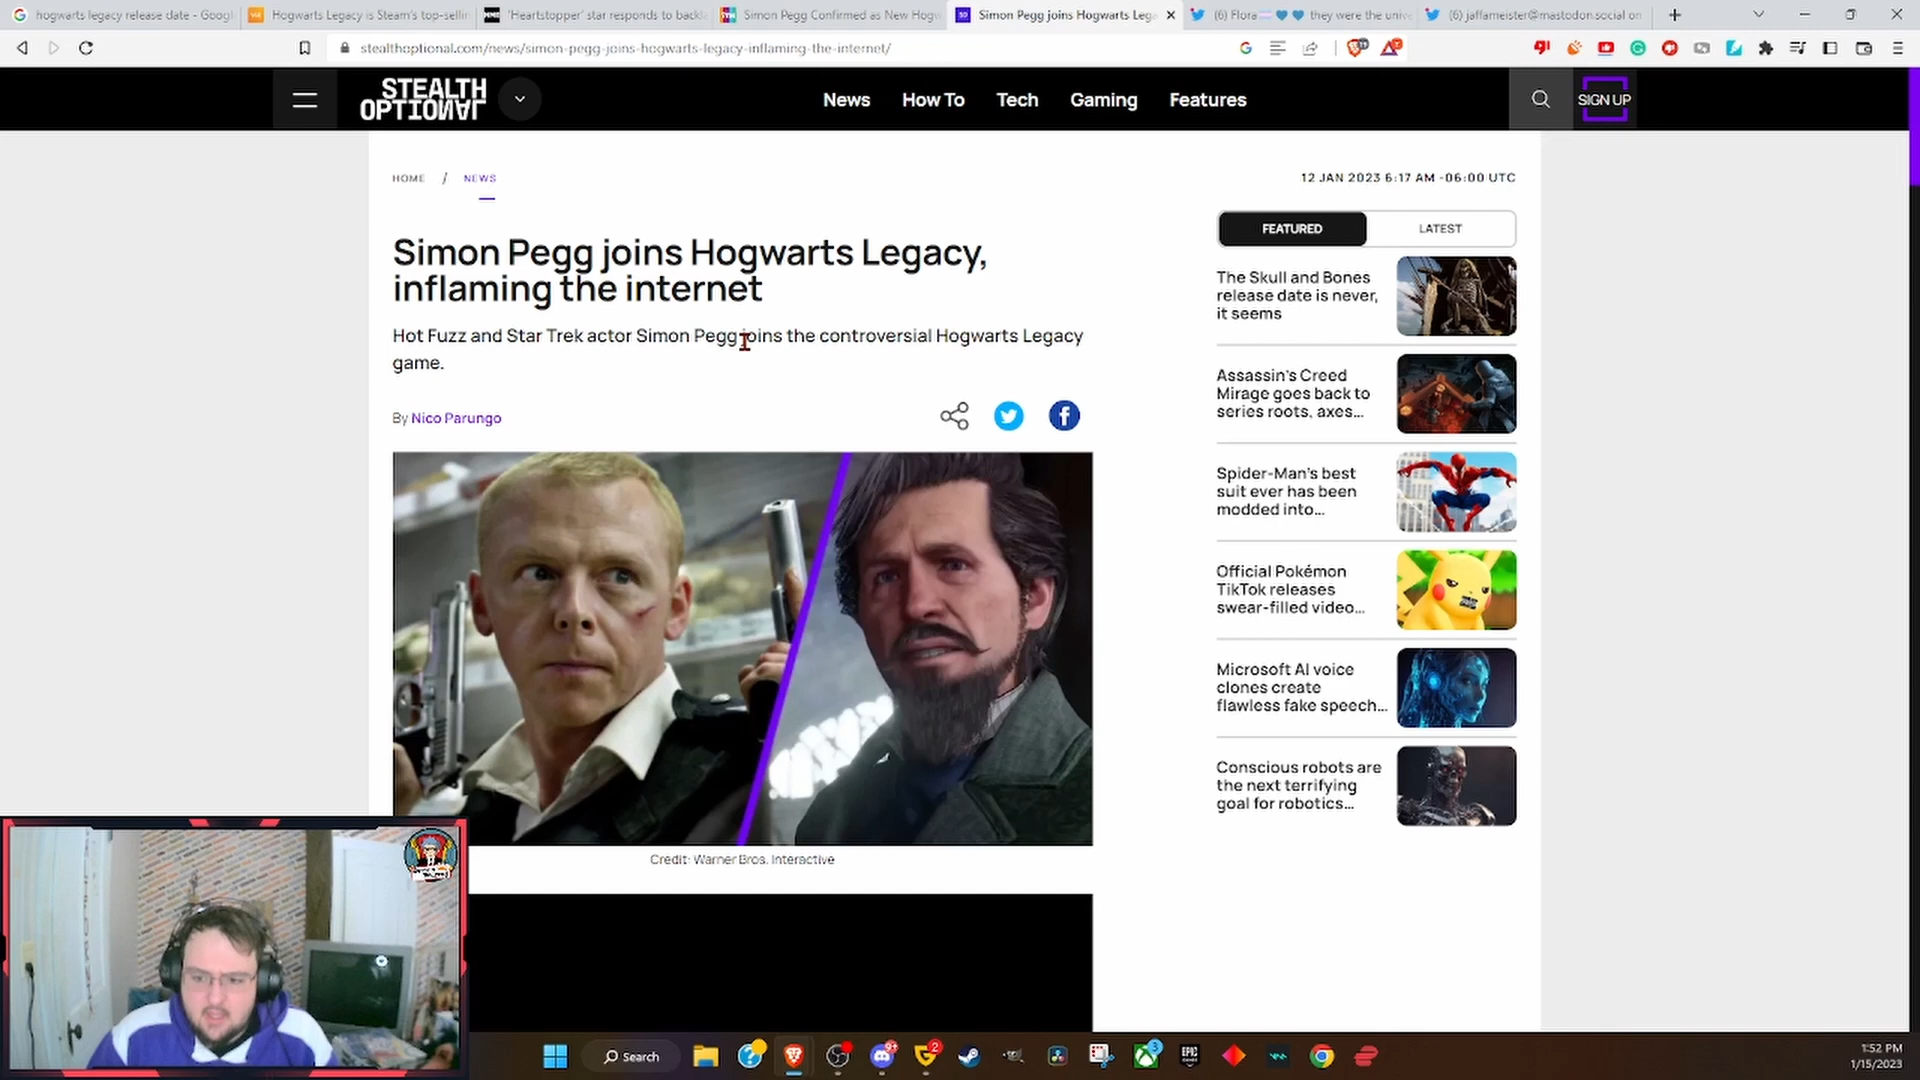 hogwarts legacy release date - Googl
Hogwarts Legacy is Steam's top-sellin
'Heartstopper' star responds to backl
Simon Pegg Confirmed as New Hogw
Simon Pegg joins Hogwarts Lega
(6) Flora 💙 💙 they were the unive
(6) jaffameister@mastodon.social on
stealthoptional.com/news/simon-pegg-joins-hogwarts-legacy-inflaming-the-internet/
STEALTH
OPTIONAL
News
How To
Tech
Gaming
Features
SIGN UP
HOME / NEWS
12 JAN 2023 6:17 AM -06:00 UTC
Simon Pegg joins Hogwarts Legacy,
inflaming the internet
Hot Fuzz and Star Trek actor Simon Pegg joins the controversial Hogwarts Legacy
game.
By Nico Parungo
Credit: Warner Bros. Interactive
FEATURED
LATEST
The Skull and Bones
release date is never,
it seems
Assassin's Creed
Mirage goes back to
series roots, axes...
Spider-Man's best
suit ever has been
modded into...
Official Pokémon
TikTok releases
swear-filled video...
Microsoft AI voice
clones create
flawless fake speech...
Conscious robots are
the next terrifying
goal for robotics...
Search
EPIC
1:52 PM
1/15/2023